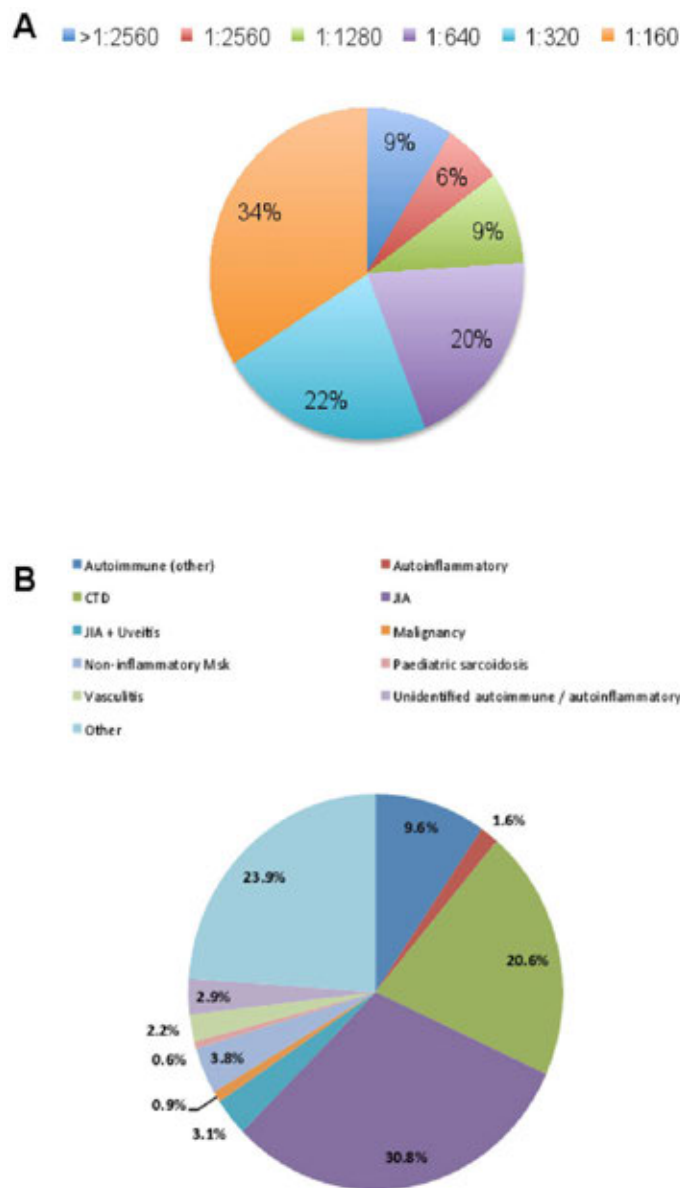 A
>1:2560 1:2560 1:1280 1:640 1:320 1:160
9%
6%
9%
20%
22%
34%
B
Autoimmune (other) Autoinflammatory
CTD JIA
JIA + Uveitis Malignancy
Non-inflammatory Msk Paediatric sarcoidosis
Vasculitis Unidentified autoimmune / autoinflammatory
Other
9.6%
1.6%
20.6%
30.8%
3.1%
0.9%
3.8%
0.6%
2.2%
2.9%
23.9%